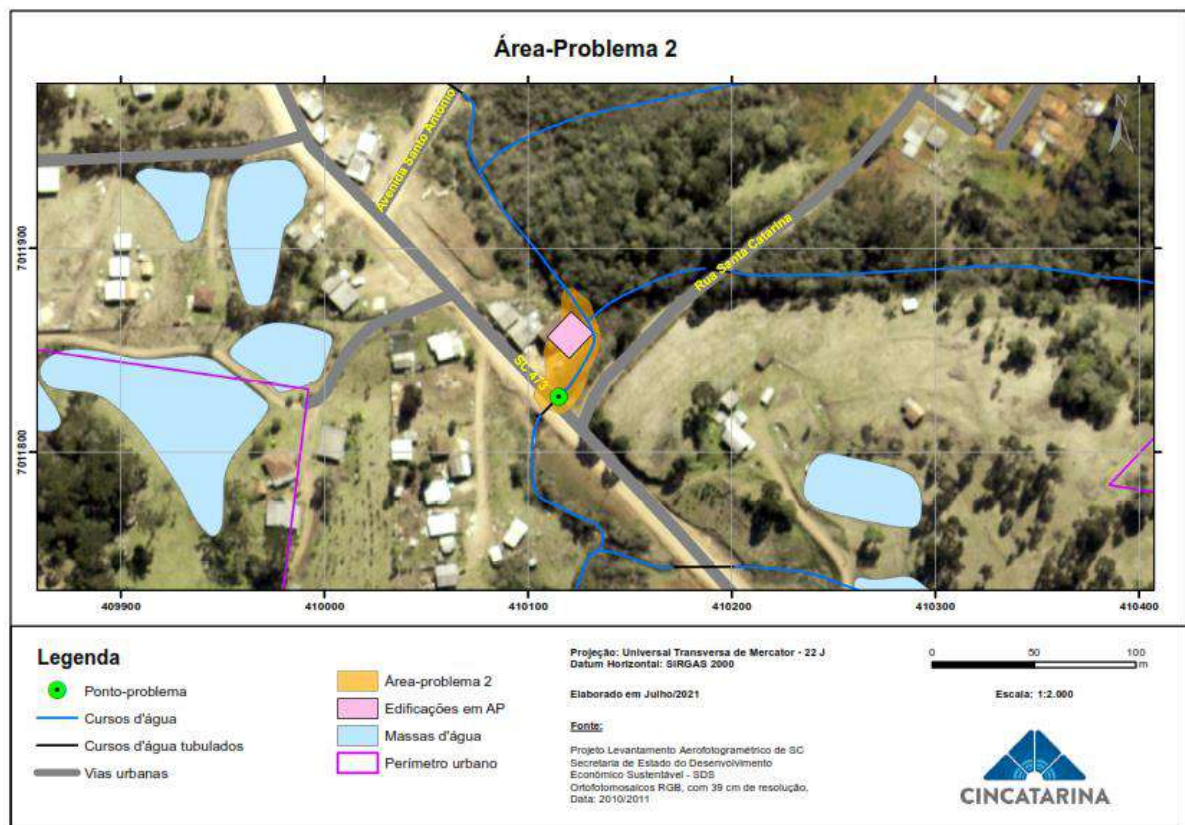 Área-Problema 2
N
Avenida Santo Antônio
Rua Santa Catarina
SC 473
7011900
7011800
409900
410000
410100
410200
410300
410400
Legenda
Ponto-problema
Cursos d'água
Cursos d'água tubulados
Vias urbanas
Área-problema 2
Edificações em AP
Massas d'água
Perímetro urbano
Projeção: Universal Transversa de Mercator - 22 J
Datum Horizontal: SIRGAS 2000
Elaborado em Julho/2021
Fonte:
Projeto Levantamento Aerofotogramétrico de SC
Secretaria de Estado do Desenvolvimento
Econômico Sustentável - SDS
Ortofotomosaicos RGB, com 39 cm de resolução.
Data: 2010/2011
0 50 100
m
Escala: 1:2.000
CINCATARINA